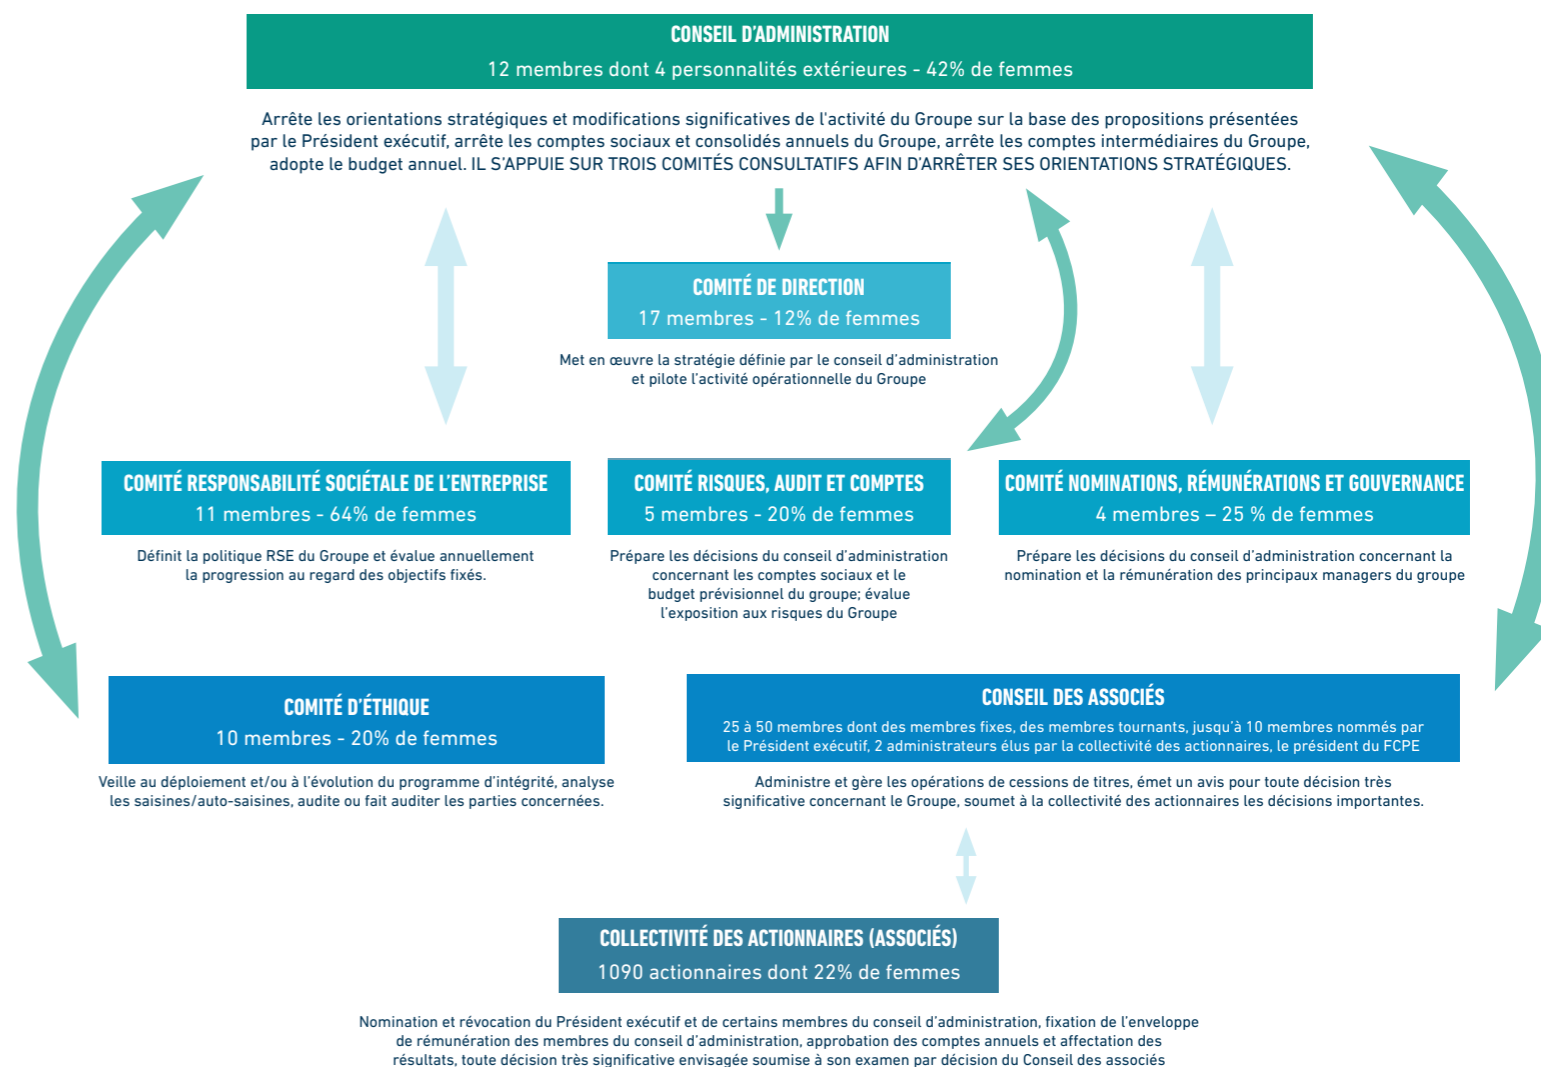 CONSEIL D'ADMINISTRATION
12 membres dont 4 personnalités extérieures - 42% de femmes
Arrête les orientations stratégiques et modifications significatives de l'activité du Groupe sur la base des propositions présentées
par le Président exécutif, arrête les comptes sociaux et consolidés annuels du Groupe, arrête les comptes intermédiaires du Groupe,
adopte le budget annuel. IL S'APPUIE SUR TROIS COMITÉS CONSULTATIFS AFIN D'ARRÊTER SES ORIENTATIONS STRATÉGIQUES.
COMITÉ DE DIRECTION
17 membres - 12% de femmes
Met en œuvre la stratégie définie par le conseil d'administration
et pilote l'activité opérationnelle du Groupe
COMITÉ RESPONSABILITÉ SOCIÉTALE DE L'ENTREPRISE
11 membres - 64% de femmes
Définit la politique RSE du Groupe et évalue annuellement
la progression au regard des objectifs fixés.
COMITÉ RISQUES, AUDIT ET COMPTES
5 membres - 20% de femmes
Prépare les décisions du conseil d'administration
concernant les comptes sociaux et le
budget prévisionnel du groupe; évalue
l'exposition aux risques du Groupe
COMITÉ NOMINATIONS, RÉMUNÉRATIONS ET GOUVERNANCE
4 membres – 25 % de femmes
Prépare les décisions du conseil d'administration concernant la
nomination et la rémunération des principaux managers du groupe
COMITÉ D'ÉTHIQUE
10 membres - 20% de femmes
Veille au déploiement et/ou à l'évolution du programme d'intégrité, analyse
les saisines/auto-saisines, audite ou fait auditer les parties concernées.
CONSEIL DES ASSOCIÉS
25 à 50 membres dont des membres fixes, des membres tournants, jusqu'à 10 membres nommés par
le Président exécutif, 2 administrateurs élus par la collectivité des actionnaires, le président du FCPE
Administre et gère les opérations de cessions de titres, émet un avis pour toute décision très
significative concernant le Groupe, soumet à la collectivité des actionnaires les décisions importantes.
COLLECTIVITÉ DES ACTIONNAIRES (ASSOCIÉS)
1090 actionnaires dont 22% de femmes
Nomination et révocation du Président exécutif et de certains membres du conseil d'administration, fixation de l'enveloppe
de rémunération des membres du conseil d'administration, approbation des comptes annuels et affectation des
résultats, toute décision très significative envisagée soumise à son examen par décision du Conseil des associés